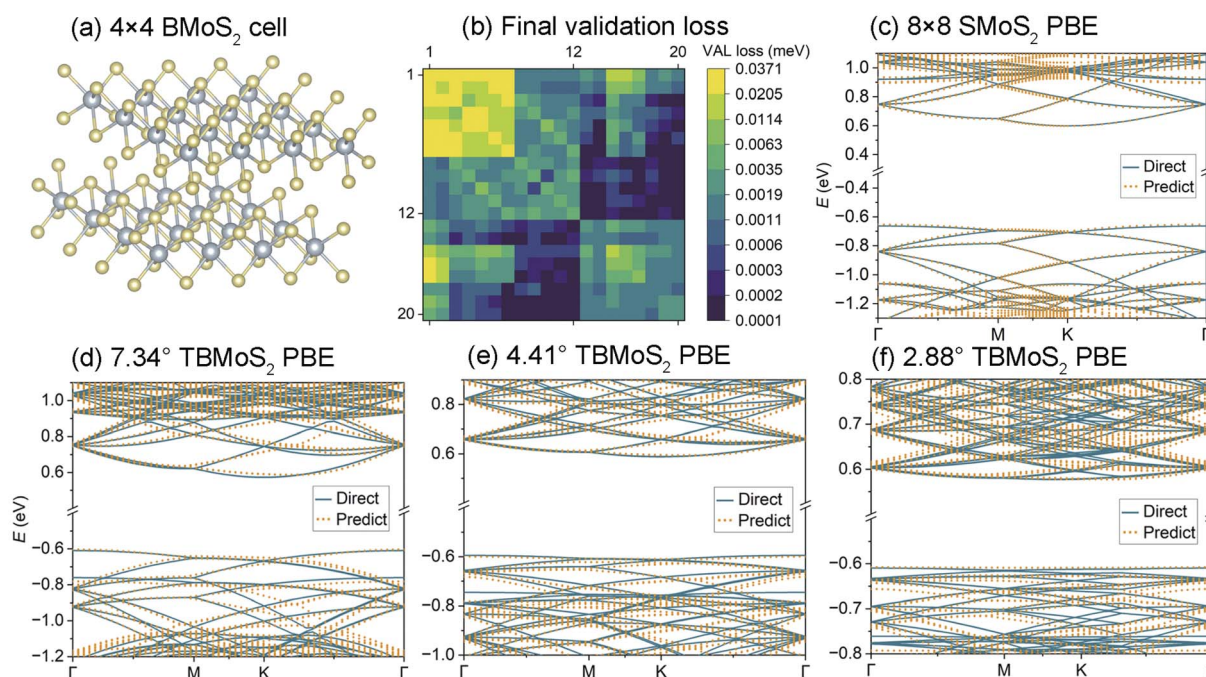 (a) 4×4 BMoS₂ cell
(b) Final validation loss
(c) 8×8 SMoS₂ PBE
1 12 20
VAL loss (meV)
1
12
20
0.0371
0.0205
0.0114
0.0063
0.0035
0.0019
0.0011
0.0006
0.0003
0.0002
0.0001
1.0
0.8
0.6
0.4
−0.6
−0.8
−1.0
−1.2
E (eV)
Direct
Predict
Γ M K Γ
(d) 7.34° TBMoS₂ PBE
(e) 4.41° TBMoS₂ PBE
(f) 2.88° TBMoS₂ PBE
1.0
0.8
0.6
−0.6
−0.8
−1.0
−1.2
E (eV)
Direct
Predict
Γ M K Γ
0.8
0.6
−0.6
−0.7
−0.8
−0.9
−1.0
Direct
Predict
Γ M K Γ
0.8
0.7
0.6
0.5
−0.6
−0.7
−0.8
Direct
Predict
Γ M K Γ